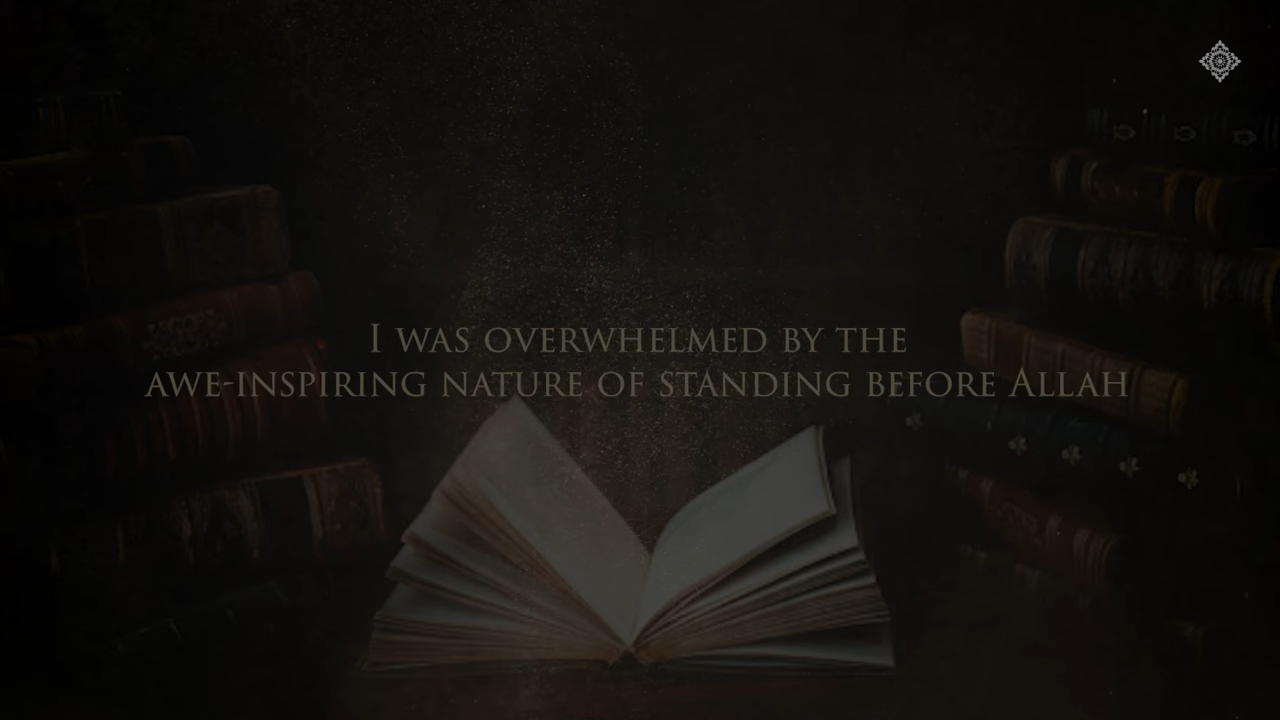 I was overwhelmed by the
awe-inspiring nature of standing before Allah